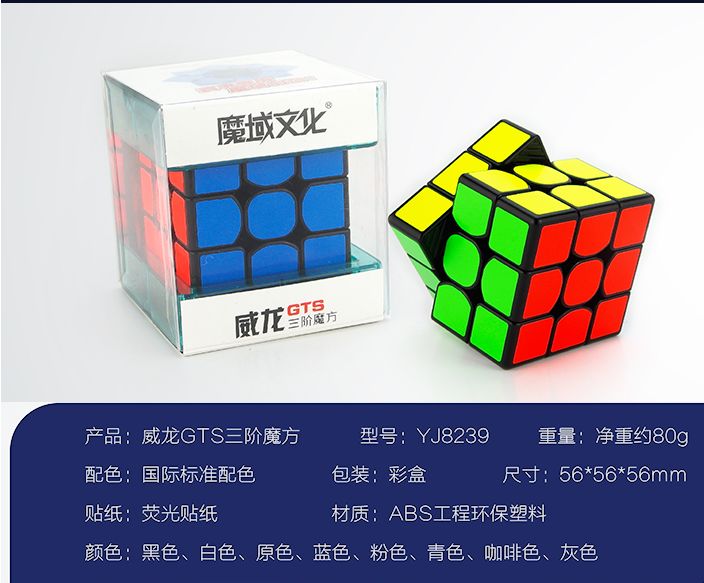 魔域文化®
威龙GTS
三阶魔方
产品：威龙GTS三阶魔方 型号：YJ8239 重量：净重约80g
配色：国际标准配色 包装：彩盒 尺寸：56*56*56mm
贴纸：荧光贴纸 材质：ABS工程环保塑料
颜色：黑色、白色、原色、蓝色、粉色、青色、咖啡色、灰色